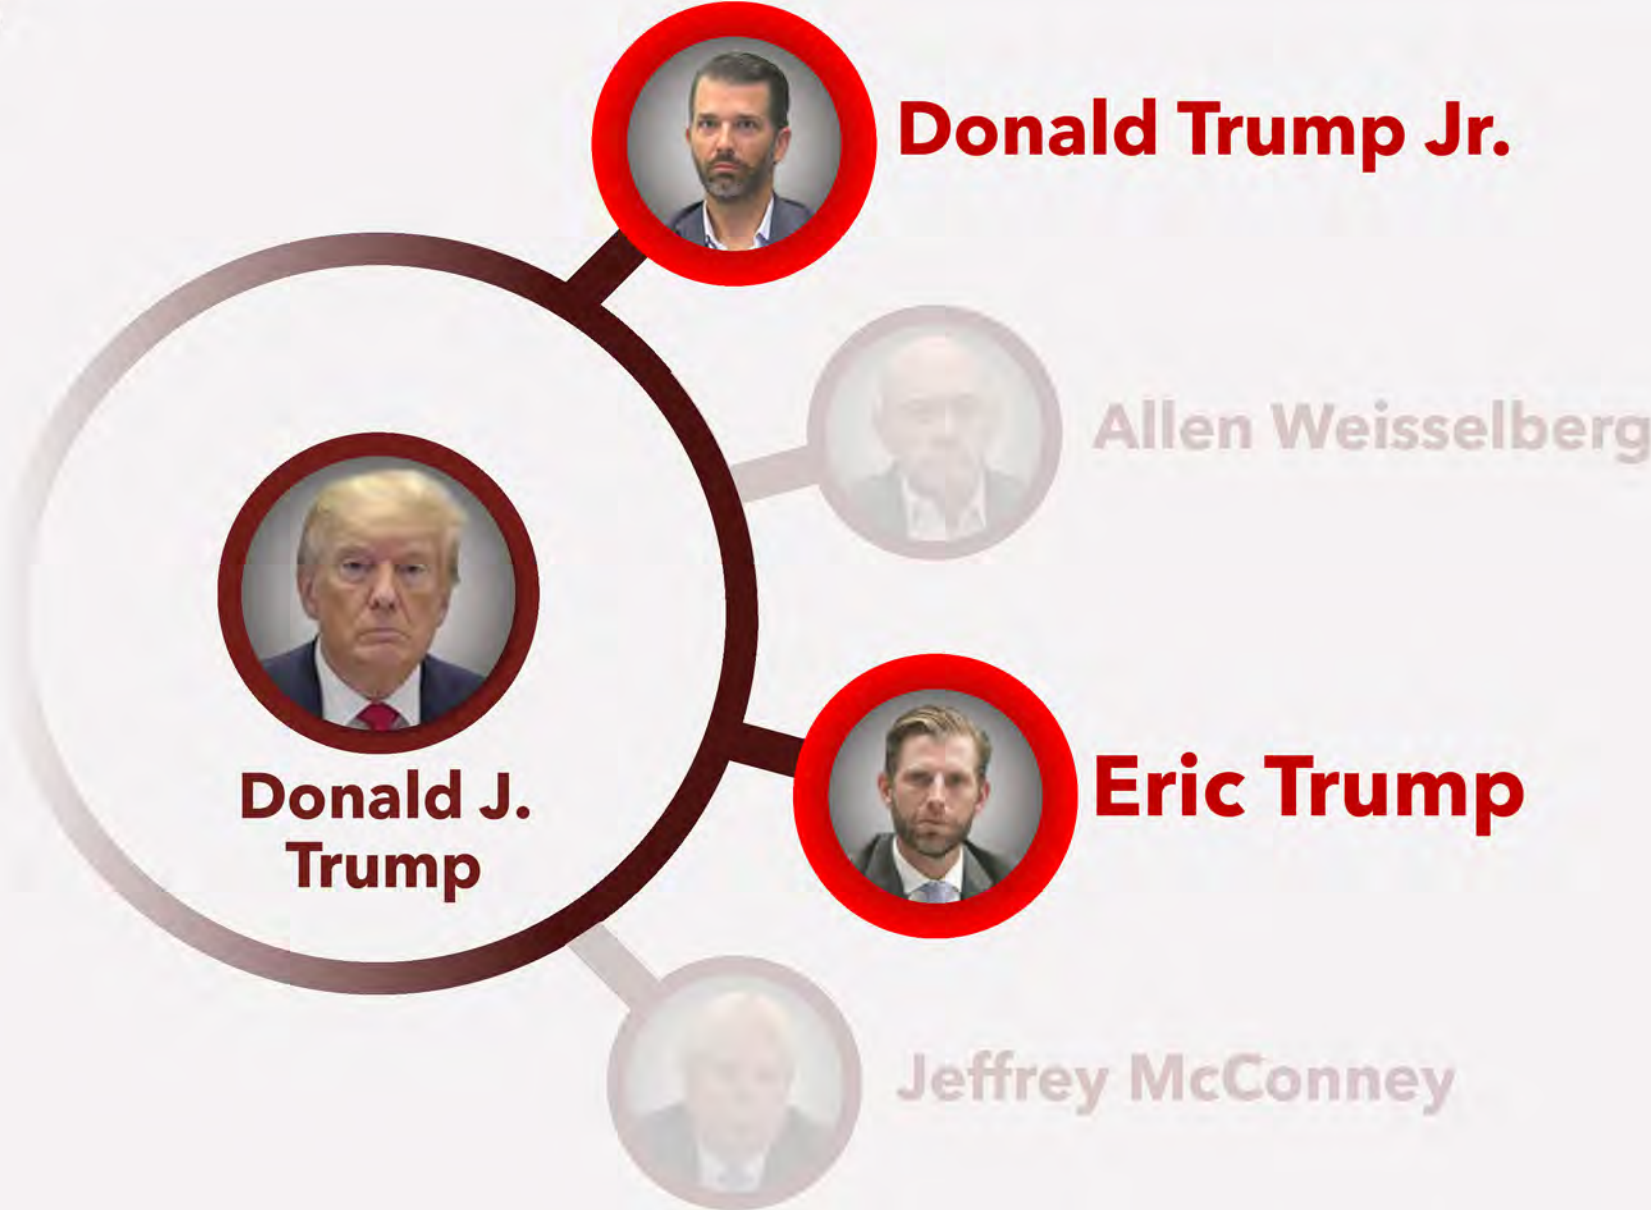 Donald Trump Jr.
Allen Weisselberg
Donald J.
Trump
Eric Trump
Jeffrey McConney